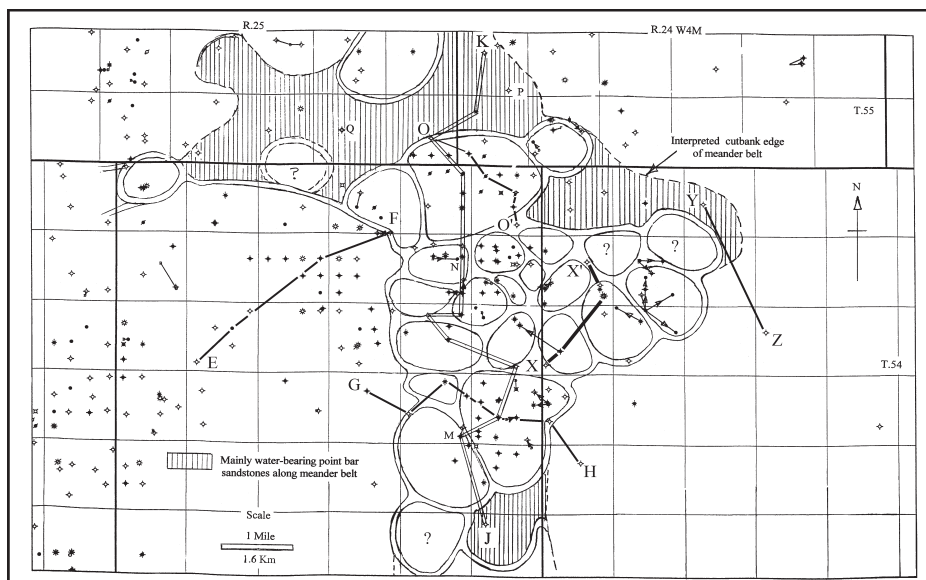 R.25
R.24 W4M
K
P
T.55
Q
O
Interpreted cutbank edge
of meander belt
?
N
Y
F
O'
?
?
N
X'
Z
E
X
T.54
G
M
H
Mainly water-bearing point bar
sandstones along meander belt
Scale
1 Mile
1.6 Km
?
J